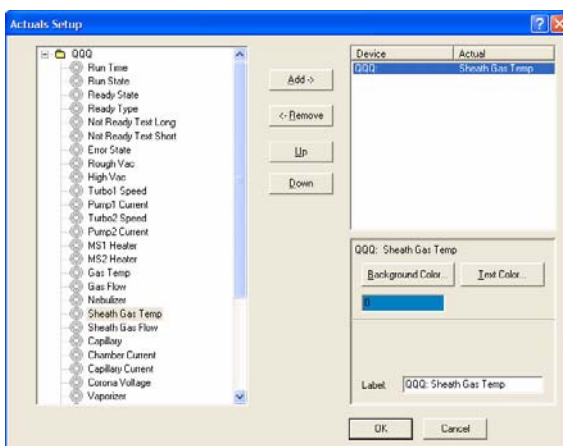 Actuals Setup
QQQ
Run Time
Run State
Ready State
Ready Type
Not Ready Text Long
Not Ready Text Short
Error State
Rough Vac
High Vac
Turbo1 Speed
Pump1 Current
Turbo2 Speed
Pump2 Current
MS1 Heater
MS2 Heater
Gas Temp
Gas Flow
Nebulizer
Sheath Gas Temp
Sheath Gas Flow
Capillary
Chamber Current
Capillary Current
Corona Voltage
Vaporizer
Add ->
<- Remove
Up
Down
Device Actual
QQQ: Sheath Gas Temp
QQQ: Sheath Gas Temp
Background Color... Text Color...
0
Label: QQQ: Sheath Gas Temp
OK Cancel